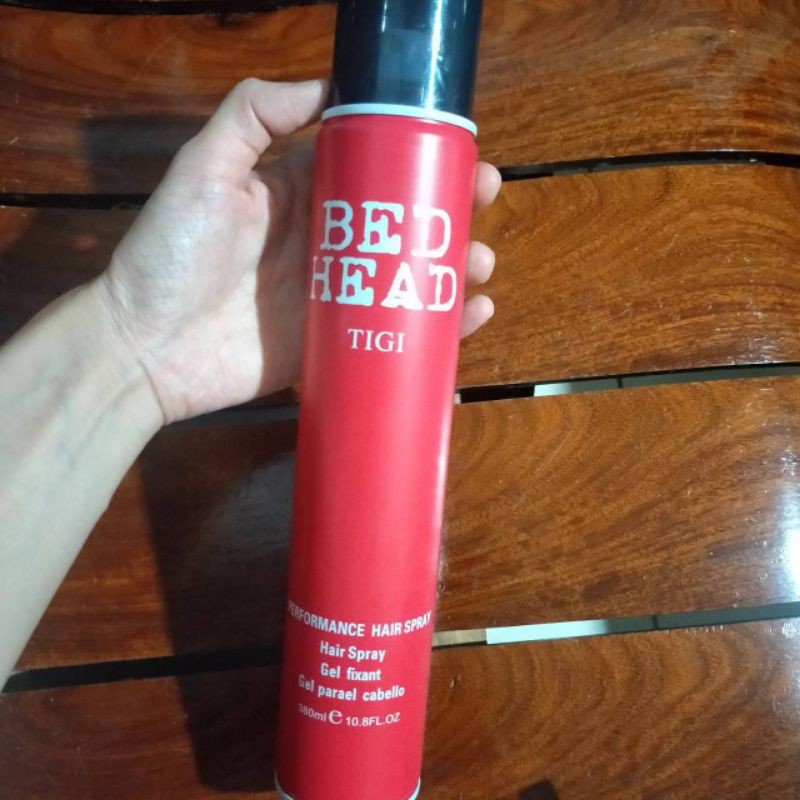 BED
HEAD
TIGI
PERFORMANCE HAIR SPRAY
Hair Spray
Gel fixant
Gel parael cabello
380ml e 10.8FL.OZ